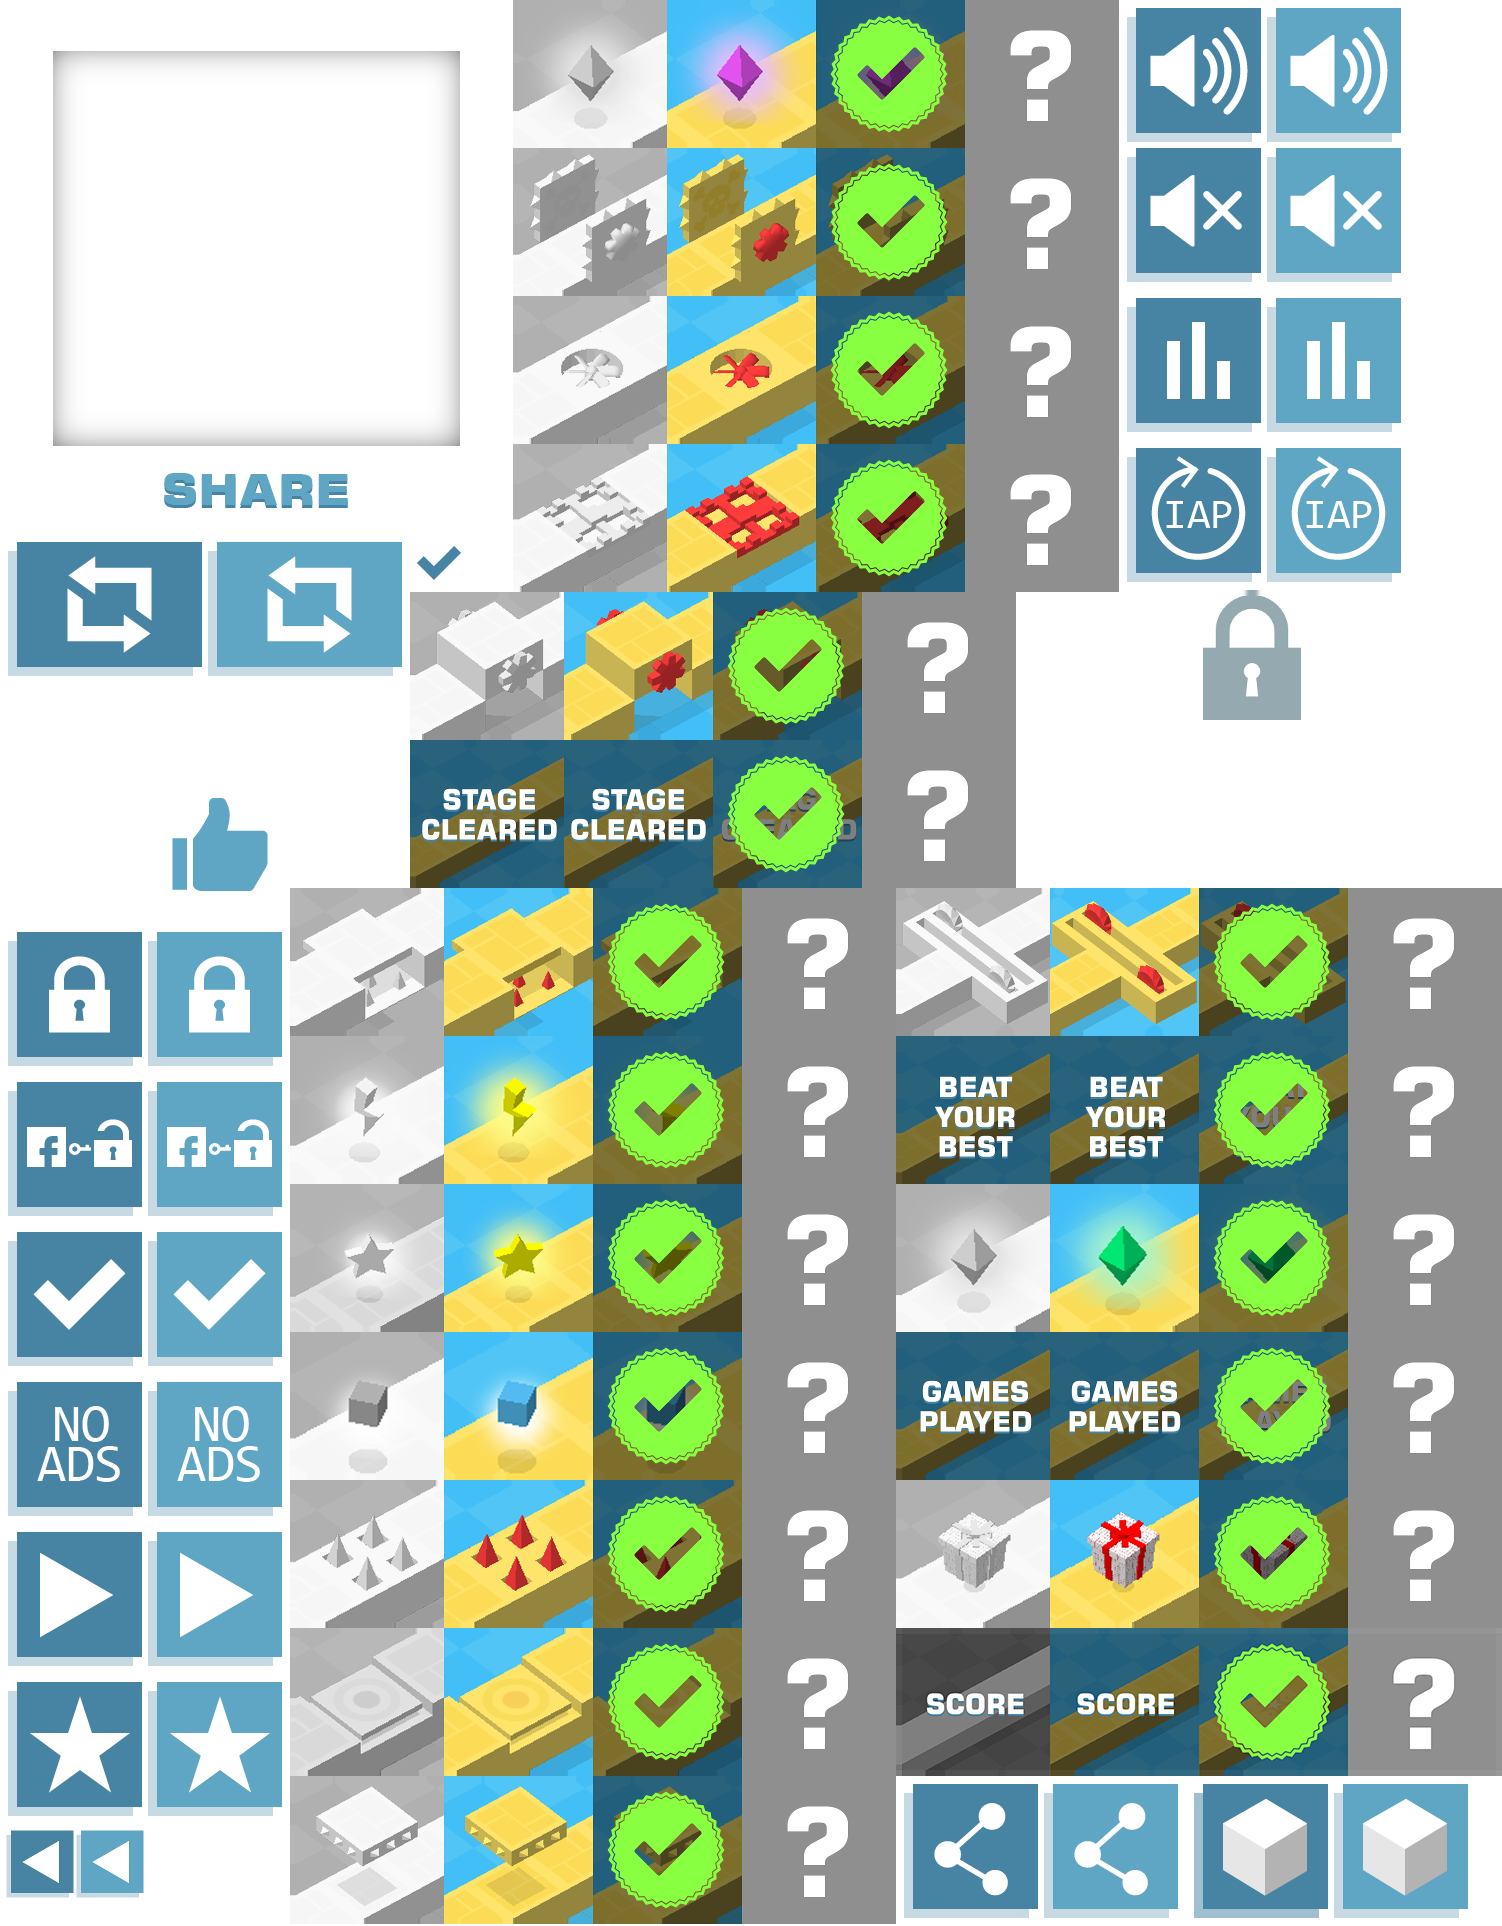 ?
?
SHARE
?
IAP
IAP
?
?
STAGE
CLEARED
STAGE
CLEARED
?
?
?
f
f
BEAT
YOUR
BEST
BEAT
YOUR
BEST
?
?
?
?
NO
ADS
NO
ADS
?
GAMES
PLAYED
GAMES
PLAYED
?
?
?
?
SCORE
SCORE
?
?